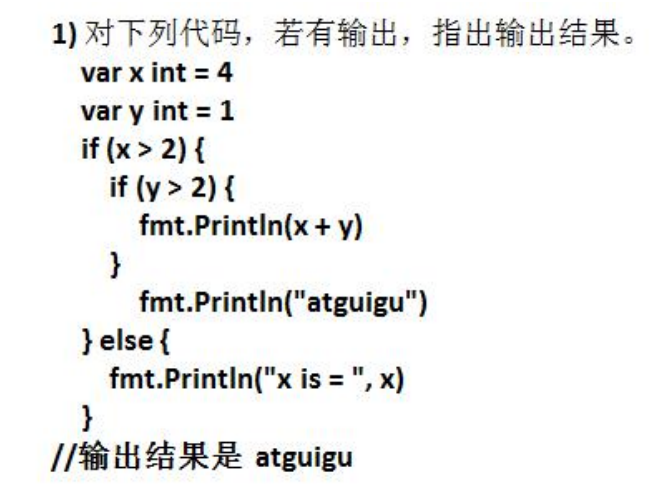 1) 对下列代码，若有输出，指出输出结果。
var x int = 4
var y int = 1
if (x > 2) {
if (y > 2) {
fmt.Println(x + y)
}
fmt.Println("atguigu")
} else {
fmt.Println("x is = ", x)
}
//输出结果是 atguigu